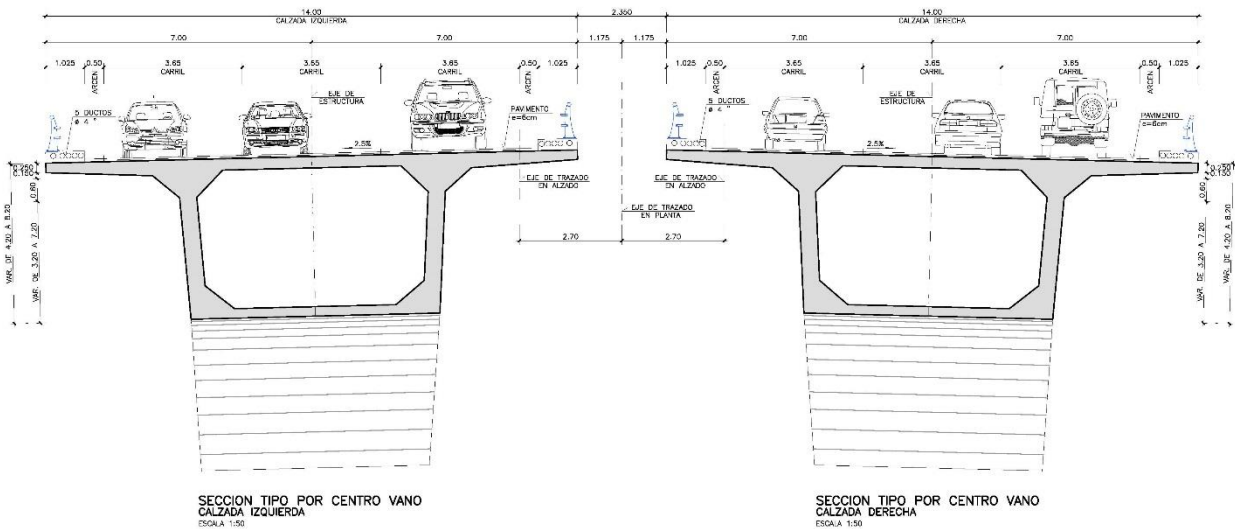 14.00
CALZADA IZQUIERDA
2.350
14.00
CALZADA DERECHA
7.00
7.00
1.175
1.175
7.00
7.00
1.025
0.50
3.65
3.65
3.65
0.50
1.025
1.025
0.50
3.65
3.65
3.65
0.50
1.025
ARCEN
CARRIL
CARRIL
CARRIL
ARCEN
ARCEN
CARRIL
CARRIL
CARRIL
ARCEN
EJE DE
ESTRUCTURA
EJE DE
ESTRUCTURA
5 DUCTOS
ø 4 "
PAVIMENTO
e=6cm
5 DUCTOS
ø 4 "
PAVIMENTO
e=6cm
2.5%
2.5%
0.250
0.150
0.60
EJE DE TRAZADO
EN ALZADO
EJE DE TRAZADO
EN ALZADO
0.250
0.150
0.60
EJE DE TRAZADO
EN PLANTA
2.70
2.70
VAR. DE 4.20 A 8.20
VAR. DE 3.20 A 7.20
VAR. DE 3.20 A 7.20
VAR. DE 4.20 A 8.20
SECCION TIPO POR CENTRO VANO
CALZADA IZQUIERDA
ESCALA 1:50
SECCION TIPO POR CENTRO VANO
CALZADA DERECHA
ESCALA 1:50